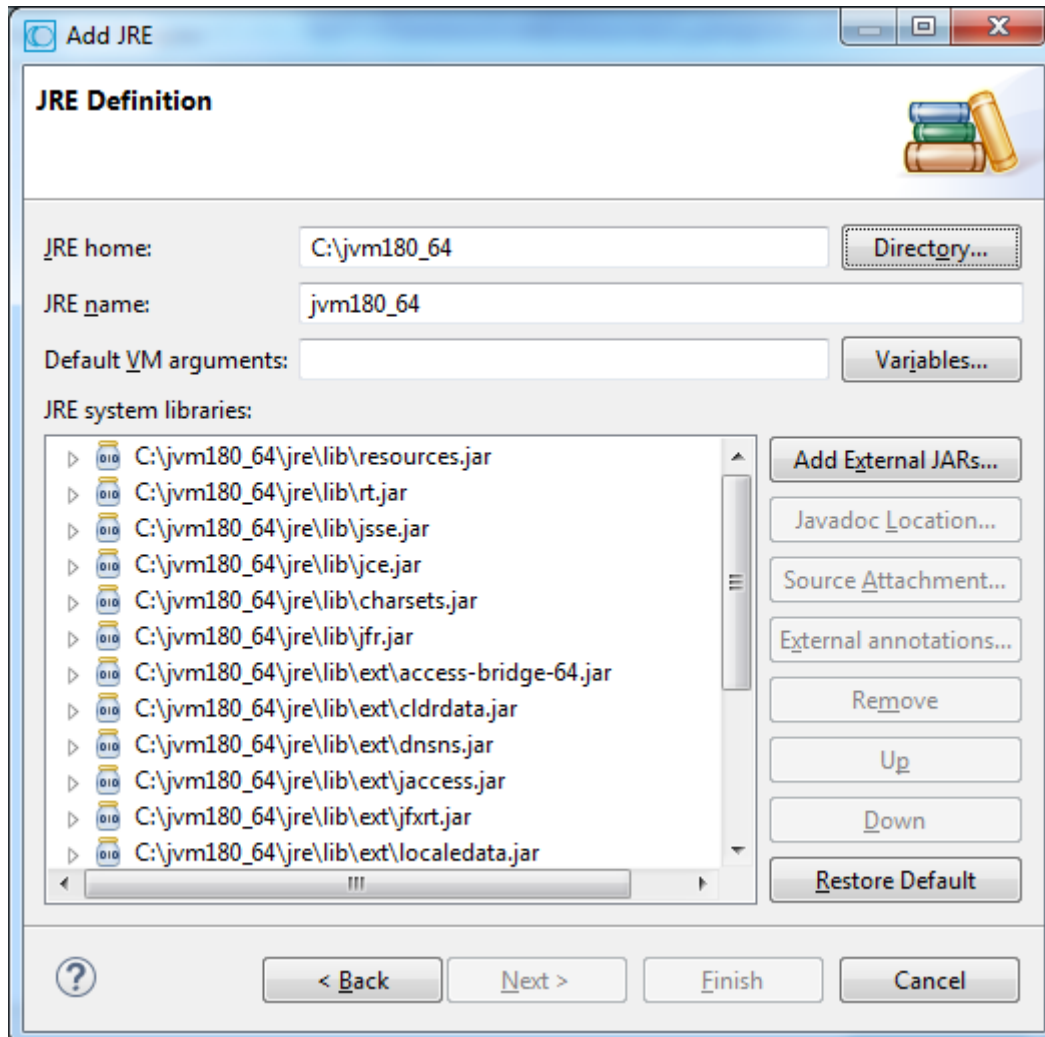 Add JRE
JRE Definition
JRE home:
C:\jvm180_64
Directory...
JRE name:
jvm180_64
Default VM arguments:
Variables...
JRE system libraries:
C:\jvm180_64\jre\lib\resources.jar
C:\jvm180_64\jre\lib\rt.jar
C:\jvm180_64\jre\lib\jsse.jar
C:\jvm180_64\jre\lib\jce.jar
C:\jvm180_64\jre\lib\charsets.jar
C:\jvm180_64\jre\lib\jfr.jar
C:\jvm180_64\jre\lib\ext\access-bridge-64.jar
C:\jvm180_64\jre\lib\ext\cldrdata.jar
C:\jvm180_64\jre\lib\ext\dnsns.jar
C:\jvm180_64\jre\lib\ext\jaccess.jar
C:\jvm180_64\jre\lib\ext\jfxrt.jar
C:\jvm180_64\jre\lib\ext\localedata.jar
Add External JARs...
Javadoc Location...
Source Attachment...
External annotations...
Remove
Up
Down
Restore Default
?
< Back
Next >
Finish
Cancel